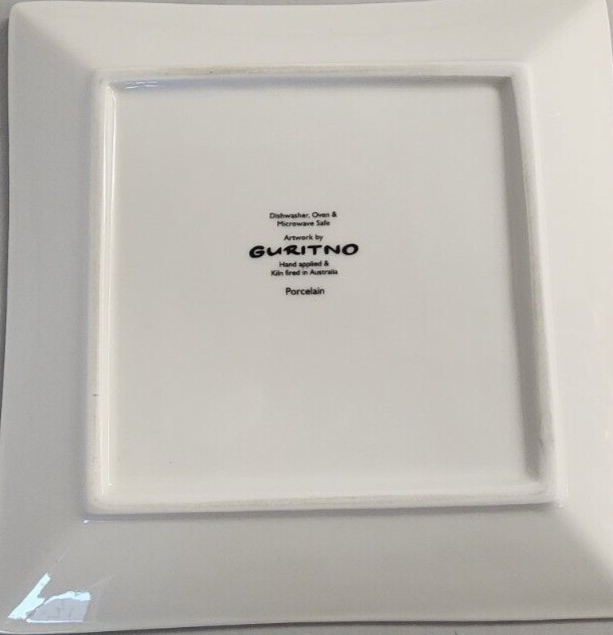 Dishwasher, Oven &
Microwave Safe
Artwork by
GURITNO
Hand applied &
Kiln fired in Australia
Porcelain